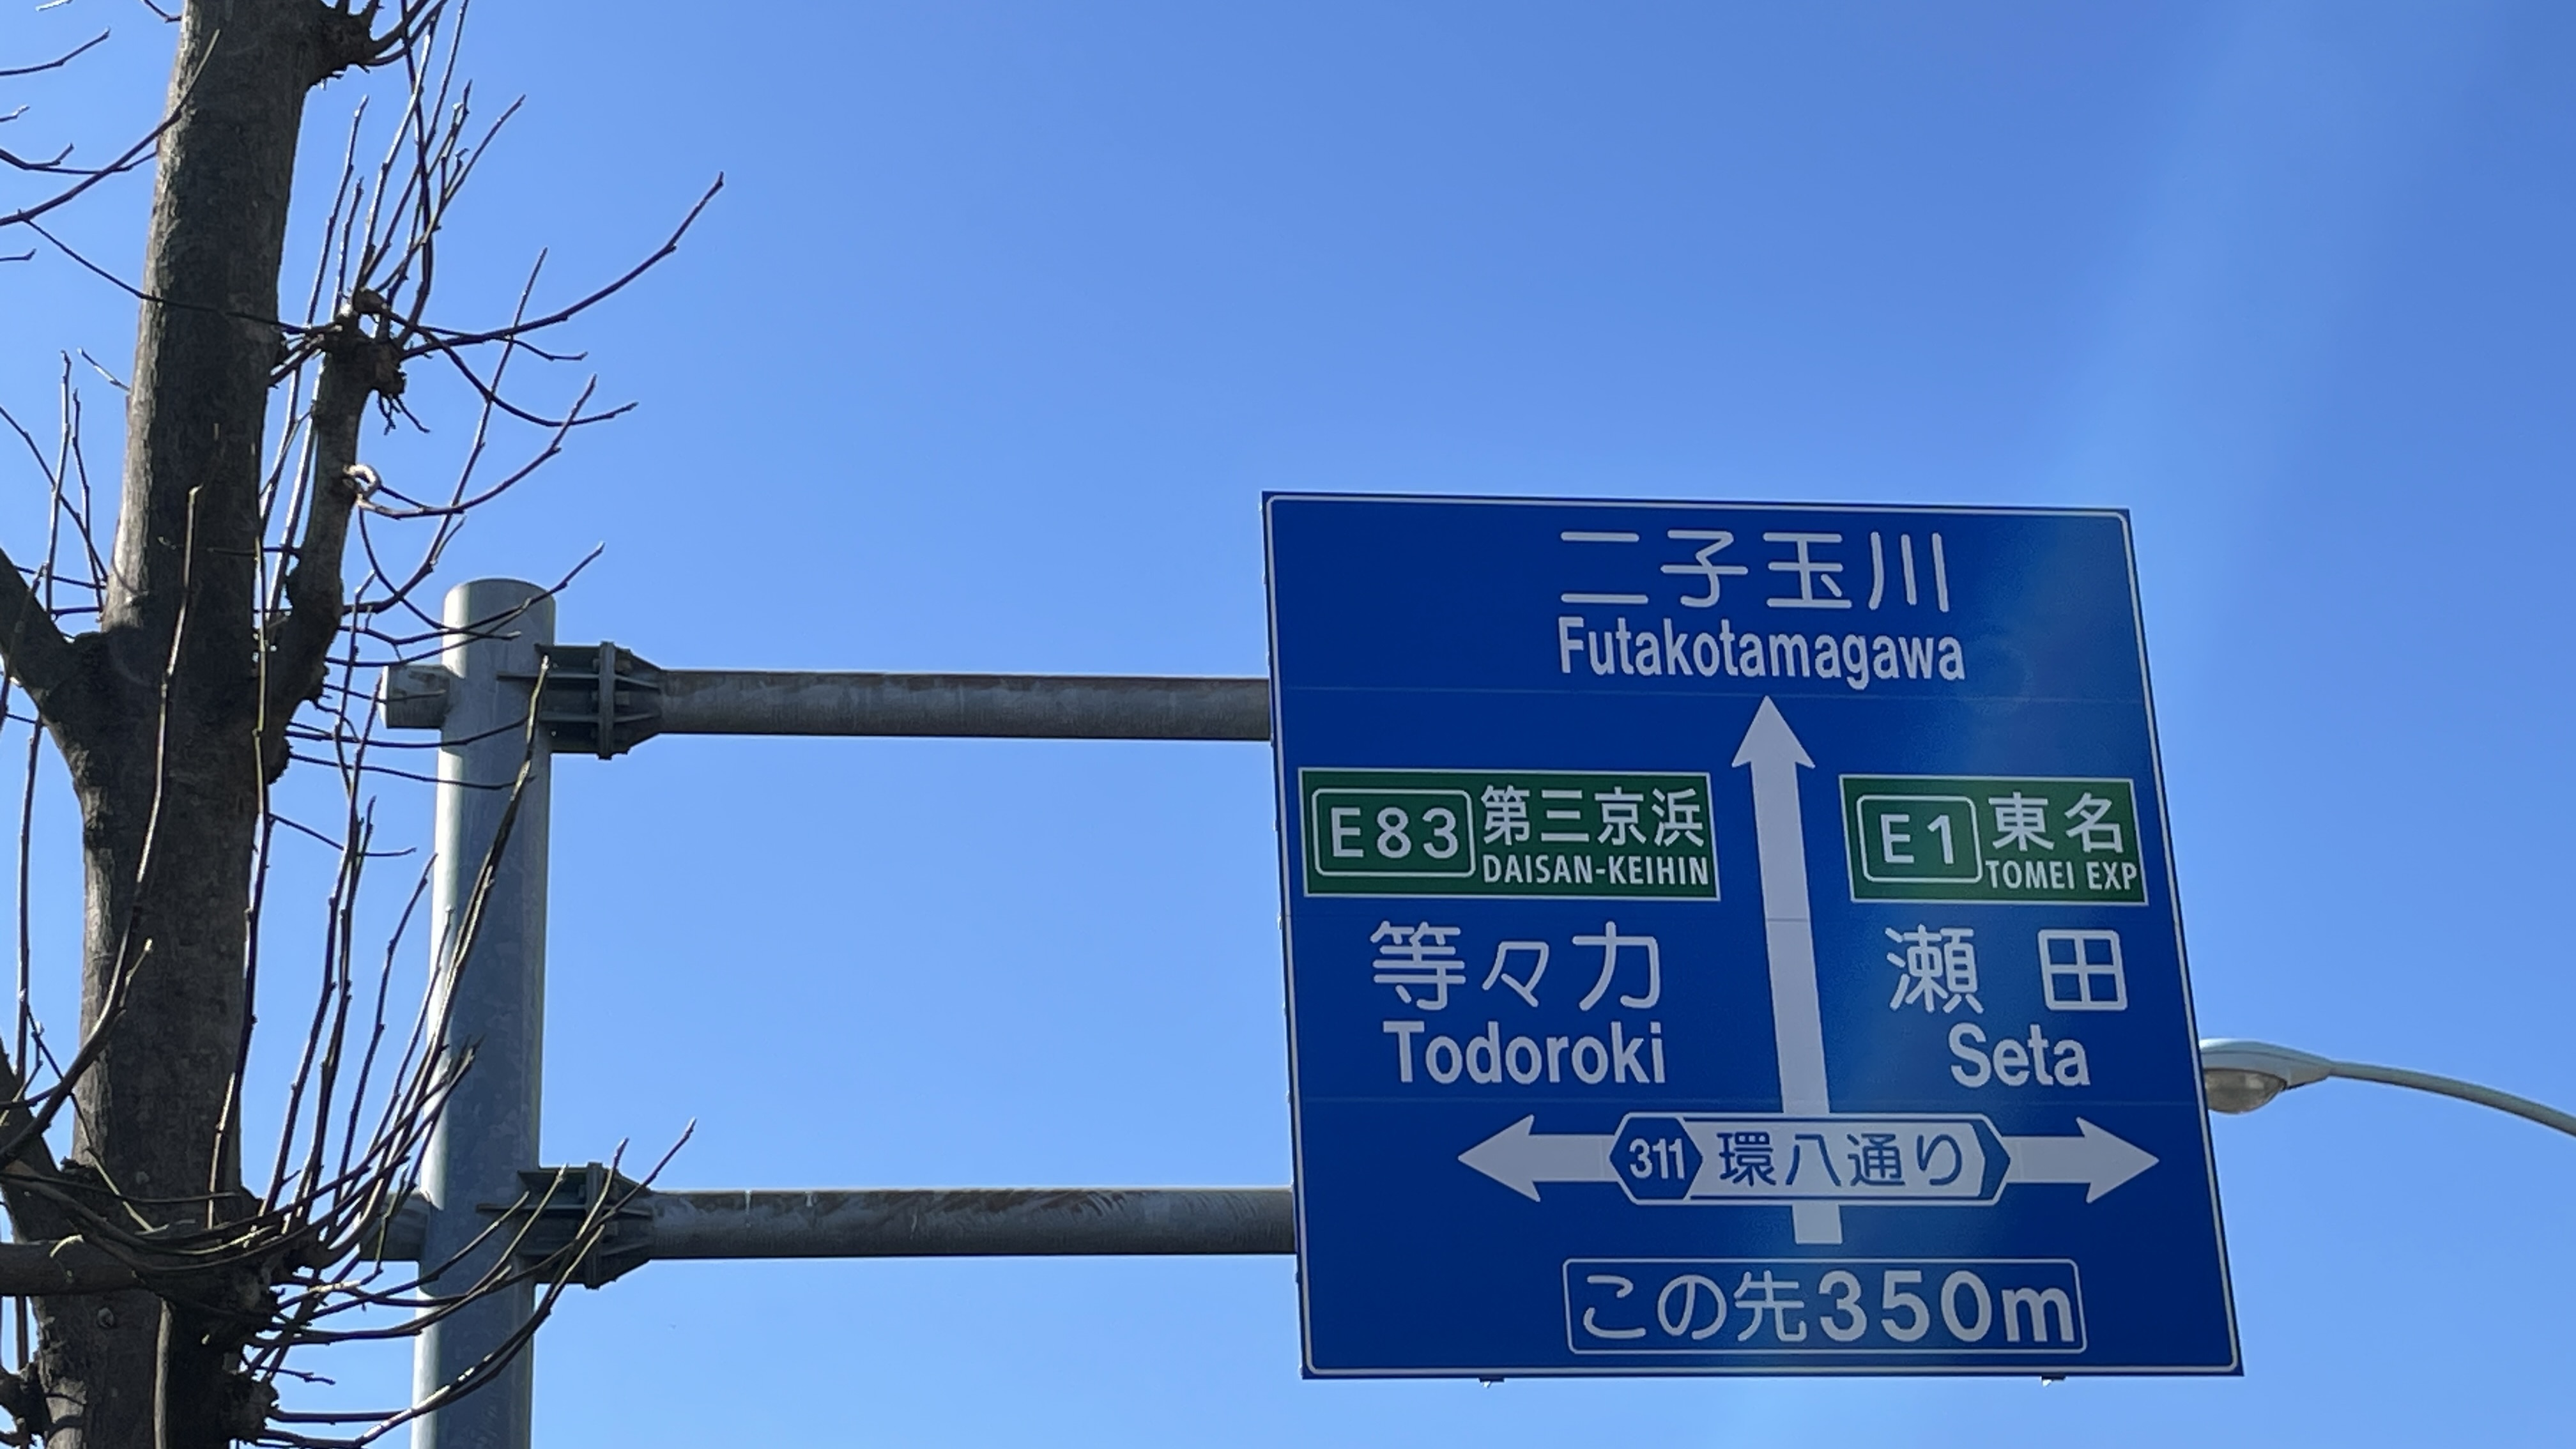 二子玉川
Futakotamagawa
E83 第三京浜
DAISAN-KEIHIN
E1 東名
TOMEI EXP
等々力
Todoroki
瀬田
Seta
311 環八通り
この先350m